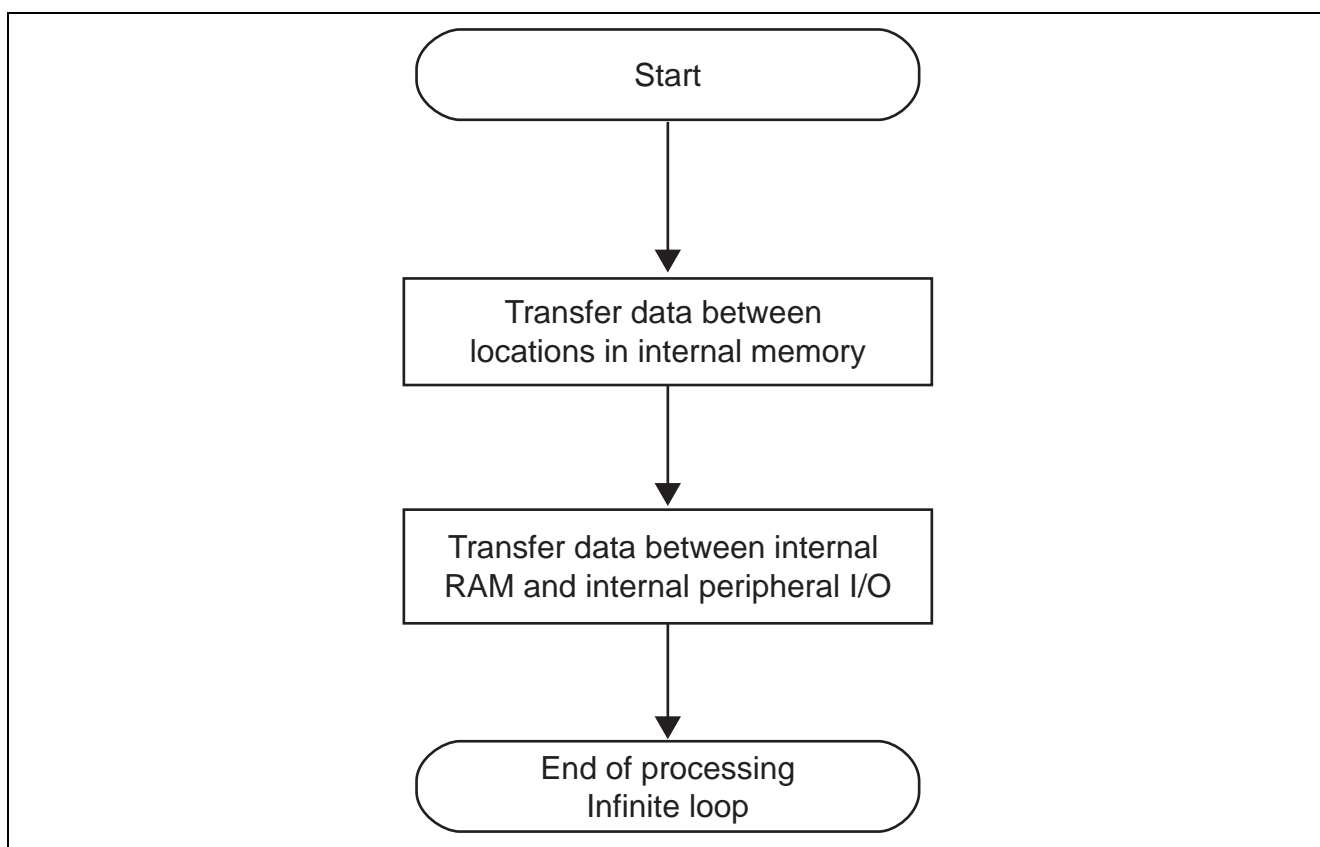 Start
Transfer data between
locations in internal memory
Transfer data between internal
RAM and internal peripheral I/O
End of processing
Infinite loop